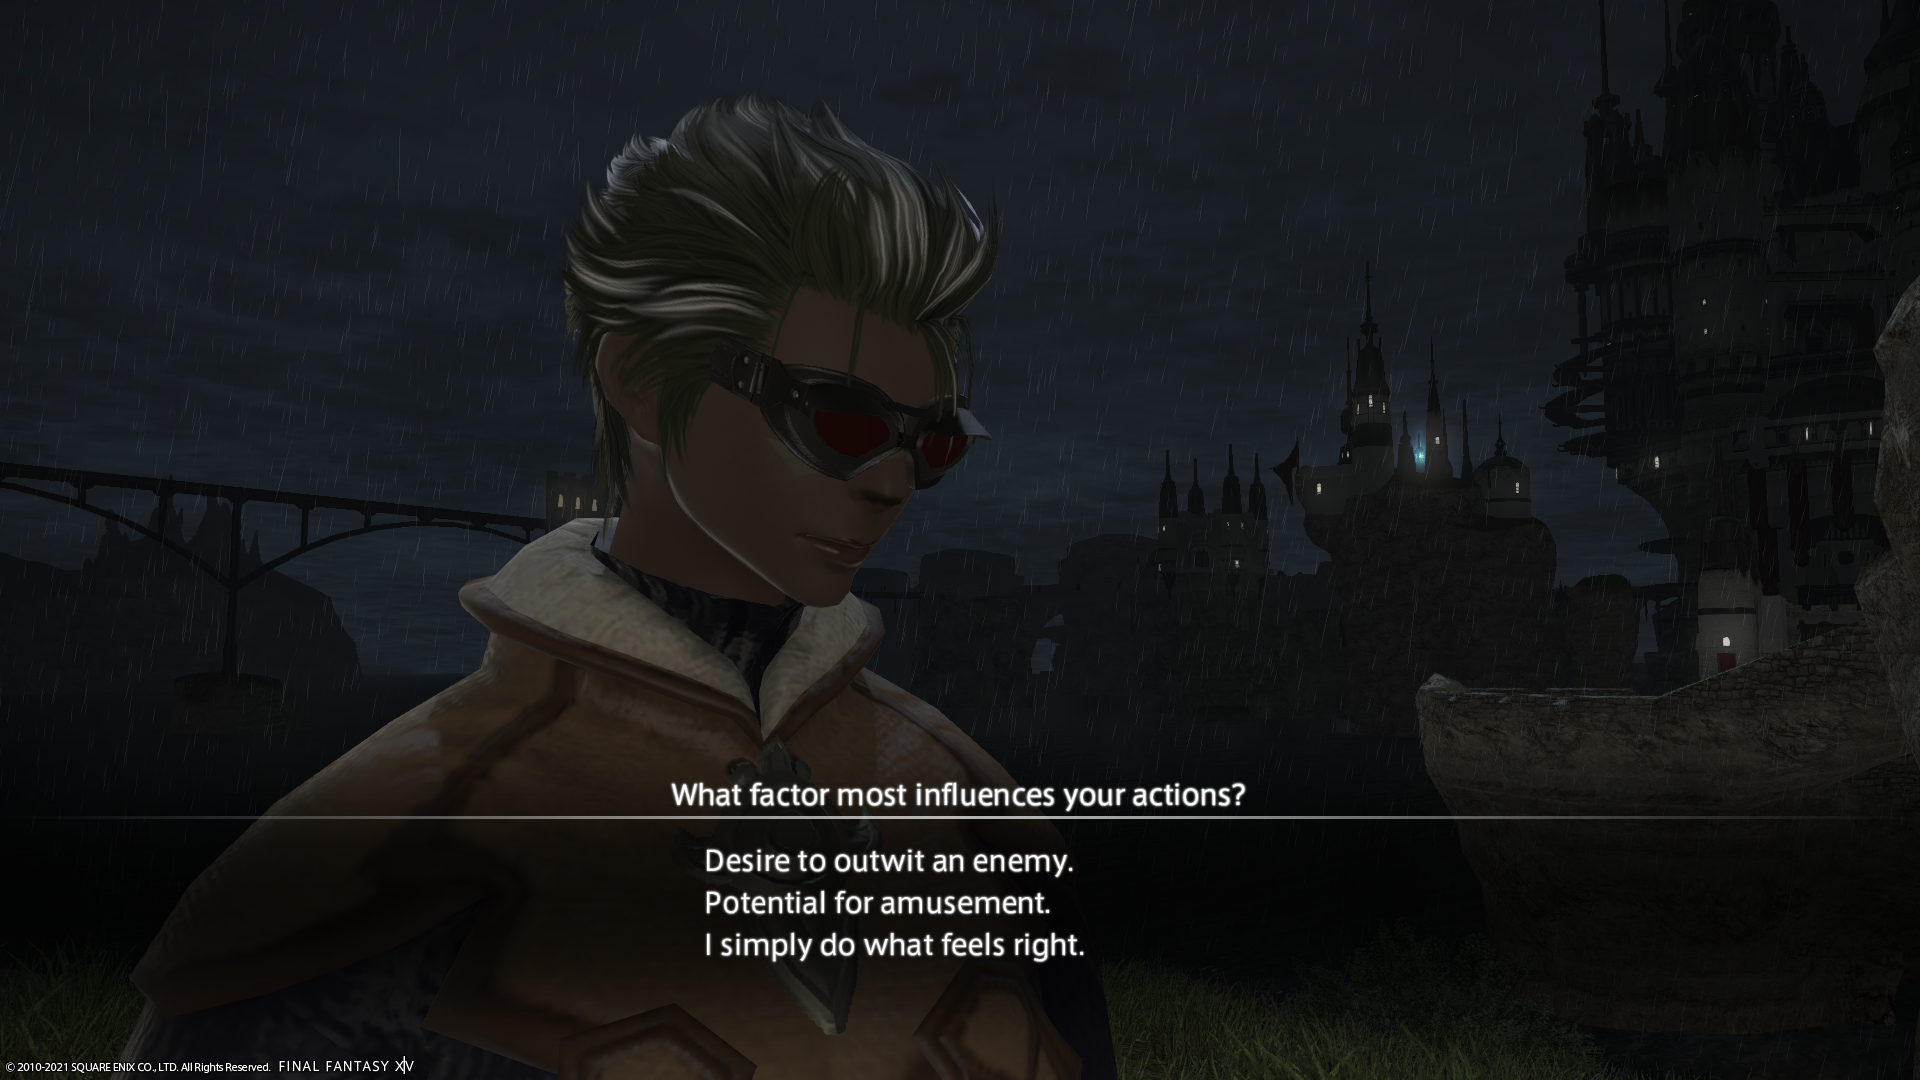 What factor most influences your actions?
Desire to outwit an enemy.
Potential for amusement.
I simply do what feels right.
© 2010-2021 SQUARE ENIX CO., LTD. All Rights Reserved. FINAL FANTASY XIV